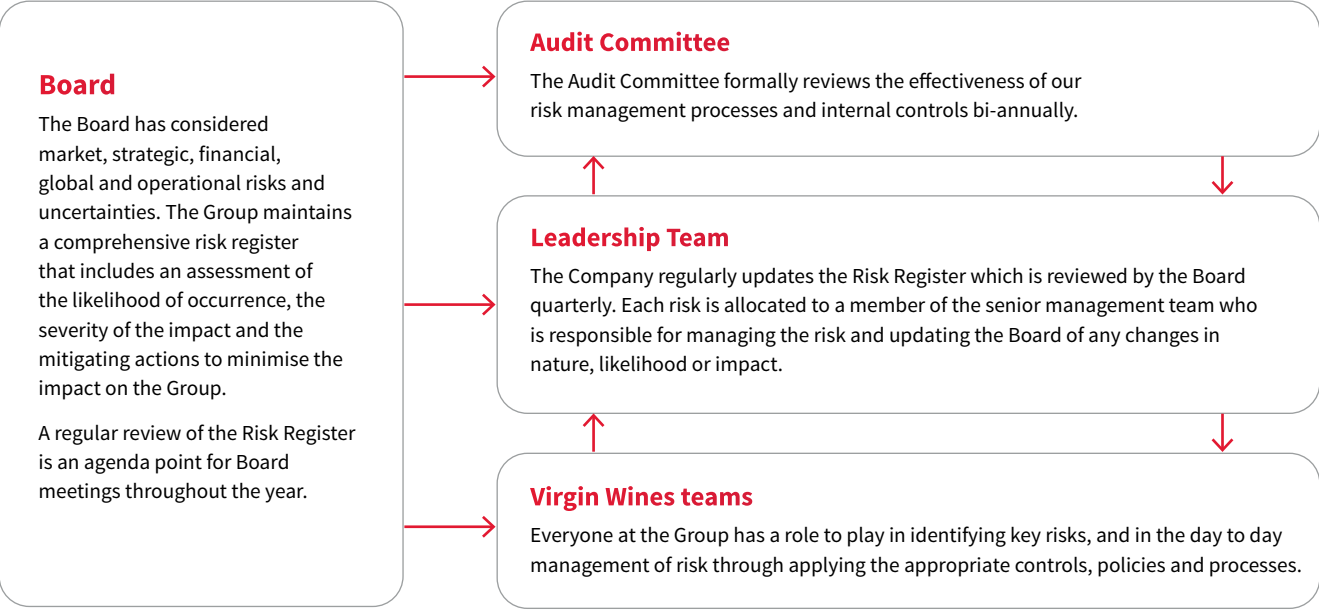 Board
The Board has considered
market, strategic, financial,
global and operational risks and
uncertainties. The Group maintains
a comprehensive risk register
that includes an assessment of
the likelihood of occurrence, the
severity of the impact and the
mitigating actions to minimise the
impact on the Group.
A regular review of the Risk Register
is an agenda point for Board
meetings throughout the year.
Audit Committee
The Audit Committee formally reviews the effectiveness of our
risk management processes and internal controls bi-annually.
Leadership Team
The Company regularly updates the Risk Register which is reviewed by the Board
quarterly. Each risk is allocated to a member of the senior management team who
is responsible for managing the risk and updating the Board of any changes in
nature, likelihood or impact.
Virgin Wines teams
Everyone at the Group has a role to play in identifying key risks, and in the day to day
management of risk through applying the appropriate controls, policies and processes.